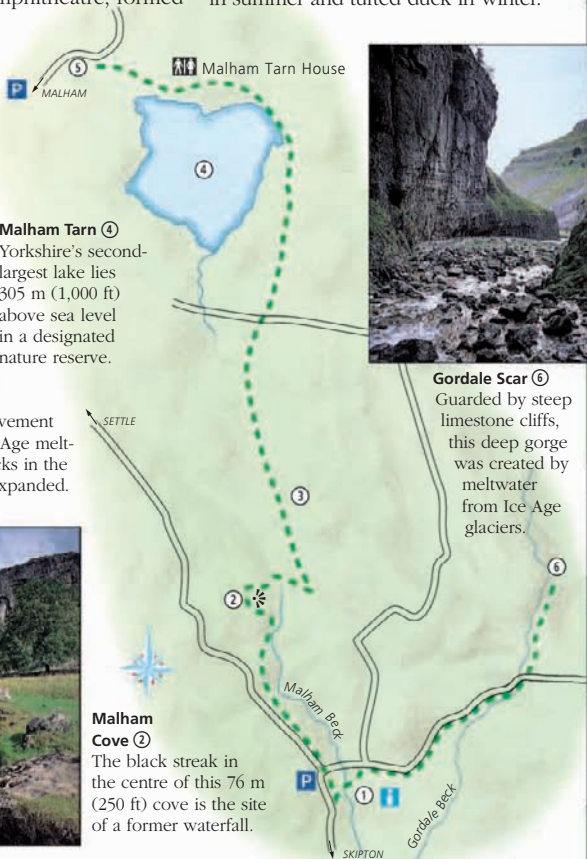 mphitheatre, formed
in summer and tufted duck in winter.
⑤
P
MALHAM
Malham Tarn House
④
Malham Tarn ④
Yorkshire's second-
largest lake lies
305 m (1,000 ft)
above sea level
in a designated
nature reserve.
Gordale Scar ⑥
Guarded by steep
limestone cliffs,
this deep gorge
was created by
meltwater
from Ice Age
glaciers.
vement
Age melt-
cks in the
xpanded.
SETTLE
③
⑥
②
Malham Beck
Malham
Cove ②
The black streak in
the centre of this 76 m
(250 ft) cove is the site
of a former waterfall.
P
①
i
Gordale Beck
SKIPTON